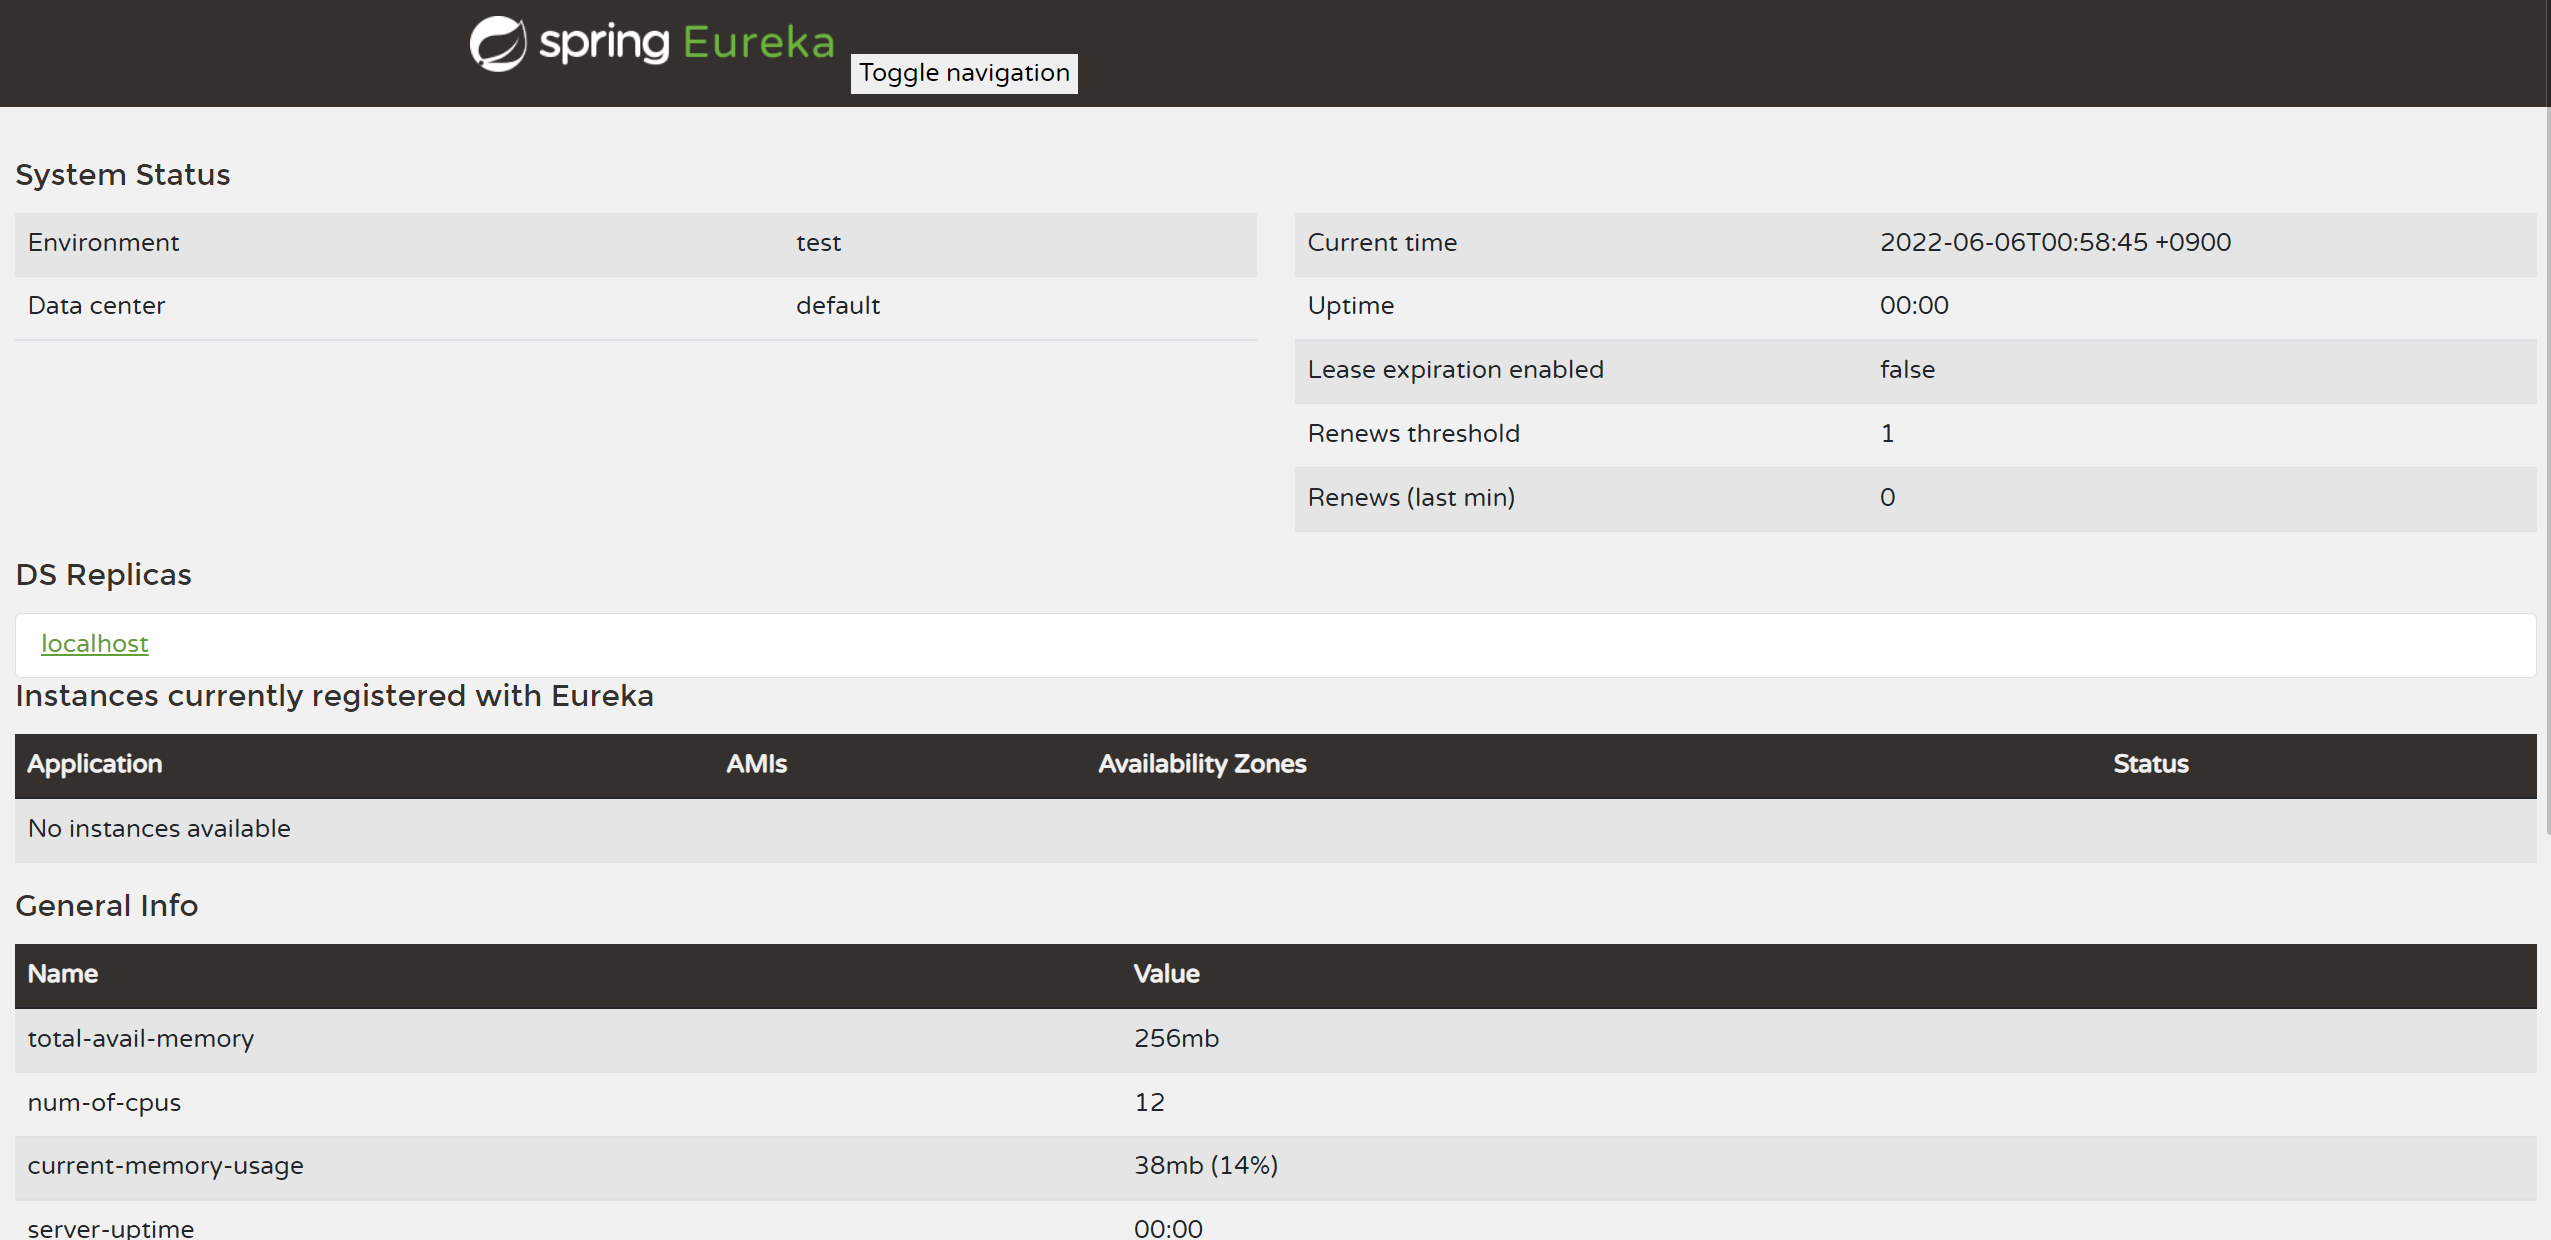 spring Eureka
Toggle navigation
System Status
Environment test
Data center default
Current time 2022-06-06T00:58:45 +0900
Uptime 00:00
Lease expiration enabled false
Renews threshold 1
Renews (last min) 0
DS Replicas
localhost
Instances currently registered with Eureka
Application AMIs Availability Zones Status
No instances available
General Info
Name Value
total-avail-memory 256mb
num-of-cpus 12
current-memory-usage 38mb (14%)
server-uptime 00:00